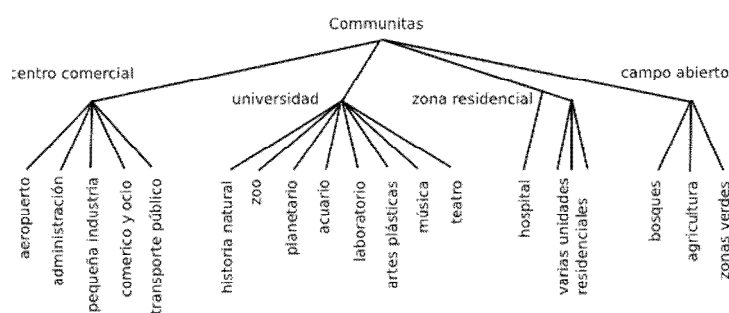 Communitas
centro comercial
universidad
zona residencial
campo abierto
aeropuerto
administración
pequeña industria
comerico y ocio
transporte público
historia natural
zoo
planetario
acuario
laboratorio
artes plásticas
música
teatro
hospital
varias unidades
residenciales
bosques
agricultura
zonas verdes